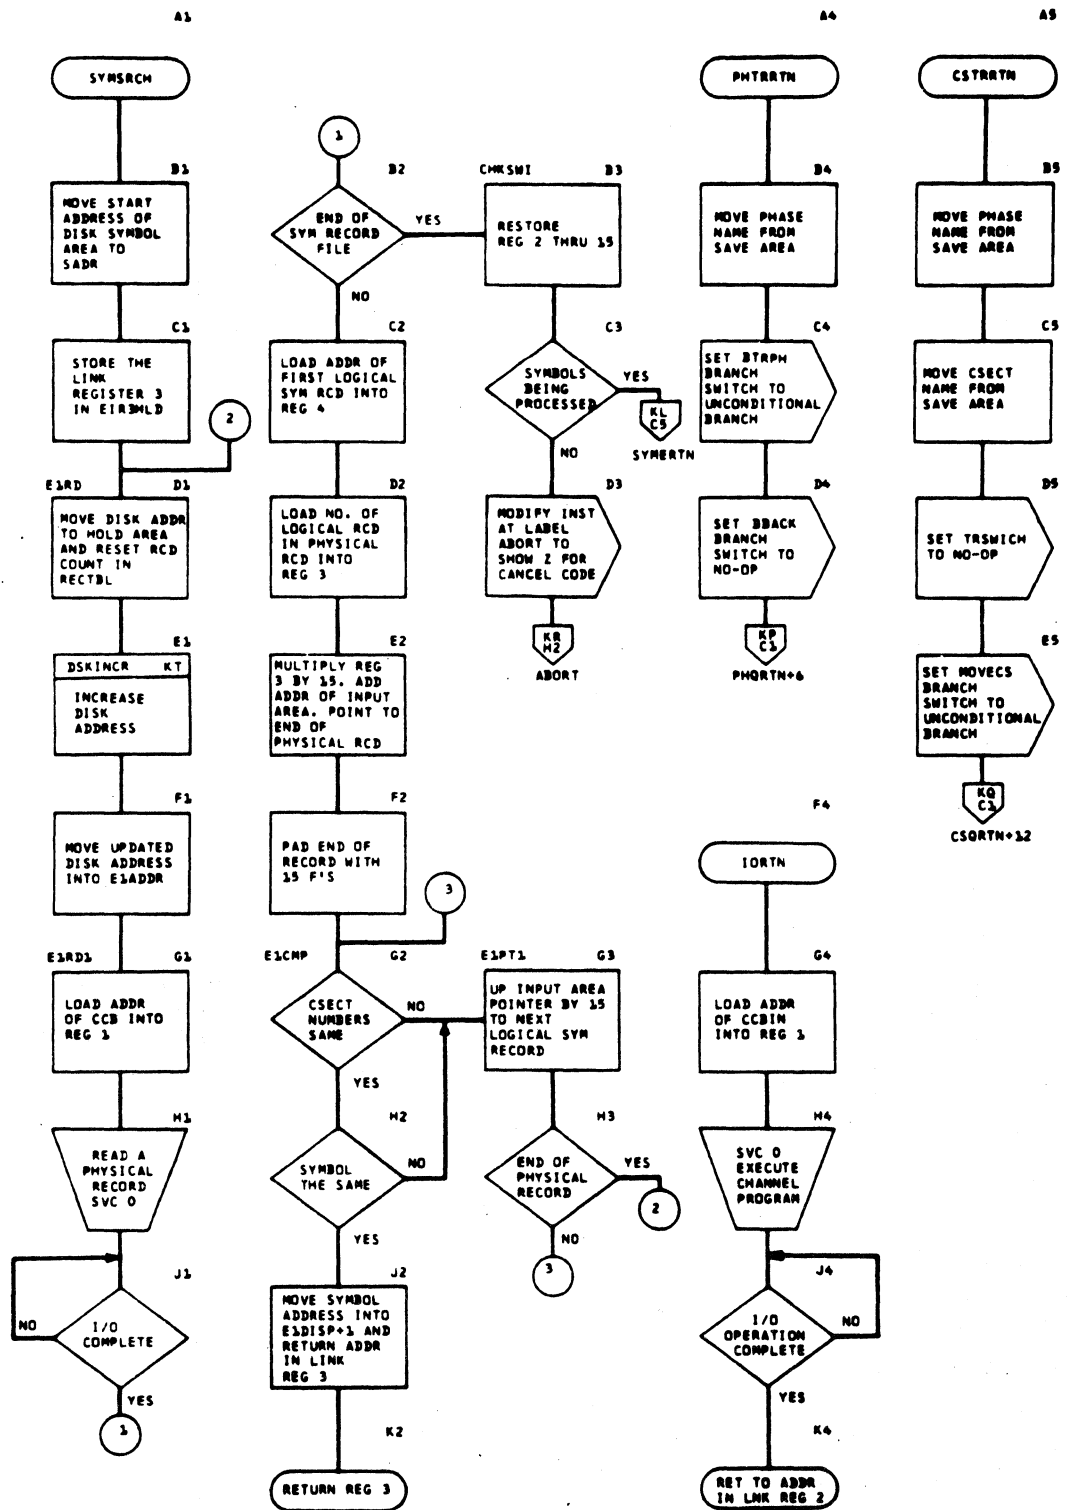 A1
A4
A5
SYMSRCH
PHTRRTN
CSTRRTN
1
B1
MOVE START
ADDRESS OF
DISK SYMBOL
AREA TO
SADR
B2
END OF
SYM RECORD
FILE
YES
NO
CHKSWI
B3
RESTORE
REG 2 THRU 15
B4
MOVE PHASE
NAME FROM
SAVE AREA
B5
MOVE PHASE
NAME FROM
SAVE AREA
C1
STORE THE
LINK
REGISTER 3
IN EIRBMLD
2
C2
LOAD ADDR OF
FIRST LOGICAL
SYM RCD INTO
REG 4
C3
SYMBOLS
BEING
PROCESSED
YES
KL
C5
SYMERTN
NO
C4
SET BTRPH
BRANCH
SWITCH TO
UNCONDITIONAL
BRANCH
C5
MOVE CSECT
NAME FROM
SAVE AREA
E1RD
D1
MOVE DISK ADDR
TO HOLD AREA
AND RESET RCD
COUNT IN
RECTBL
D2
LOAD NO. OF
LOGICAL RCD
IN PHYSICAL
RCD INTO
REG 3
D3
MODIFY INST
AT LABEL
ABORT TO
SHOW Z FOR
CANCEL CODE
KR
H2
ABORT
D4
SET BBACK
BRANCH
SWITCH TO
NO-OP
KP
C1
PHQRTN+6
D5
SET TRSWICH
TO NO-OP
E1
DSKINCR KT
INCREASE
DISK
ADDRESS
E2
MULTIPLY REG
3 BY 15. ADD
ADDR OF INPUT
AREA. POINT TO
END OF
PHYSICAL RCD
E5
SET MOVECS
BRANCH
SWITCH TO
UNCONDITIONAL
BRANCH
KQ
C1
CSQRTN+12
F1
MOVE UPDATED
DISK ADDRESS
INTO E1ADDR
F2
PAD END OF
RECORD WITH
15 F'S
3
F4
IORTN
E1RD1
G1
LOAD ADDR
OF CCB INTO
REG 1
E1CMP
G2
CSECT
NUMBERS
SAME
NO
YES
E1PT1
G3
UP INPUT AREA
POINTER BY 15
TO NEXT
LOGICAL SYM
RECORD
G4
LOAD ADDR
OF CCBIN
INTO REG 1
H1
READ A
PHYSICAL
RECORD
SVC 0
H2
SYMBOL
THE SAME
NO
YES
H3
END OF
PHYSICAL
RECORD
YES
2
NO
3
H4
SVC 0
EXECUTE
CHANNEL
PROGRAM
J1
I/O
COMPLETE
NO
YES
1
J2
MOVE SYMBOL
ADDRESS INTO
E1DISP+1 AND
RETURN ADDR
IN LINK
REG 3
J4
I/O
OPERATION
COMPLETE
NO
YES
K2
RETURN REG 3
K4
RET TO ADDR
IN LNK REG 2